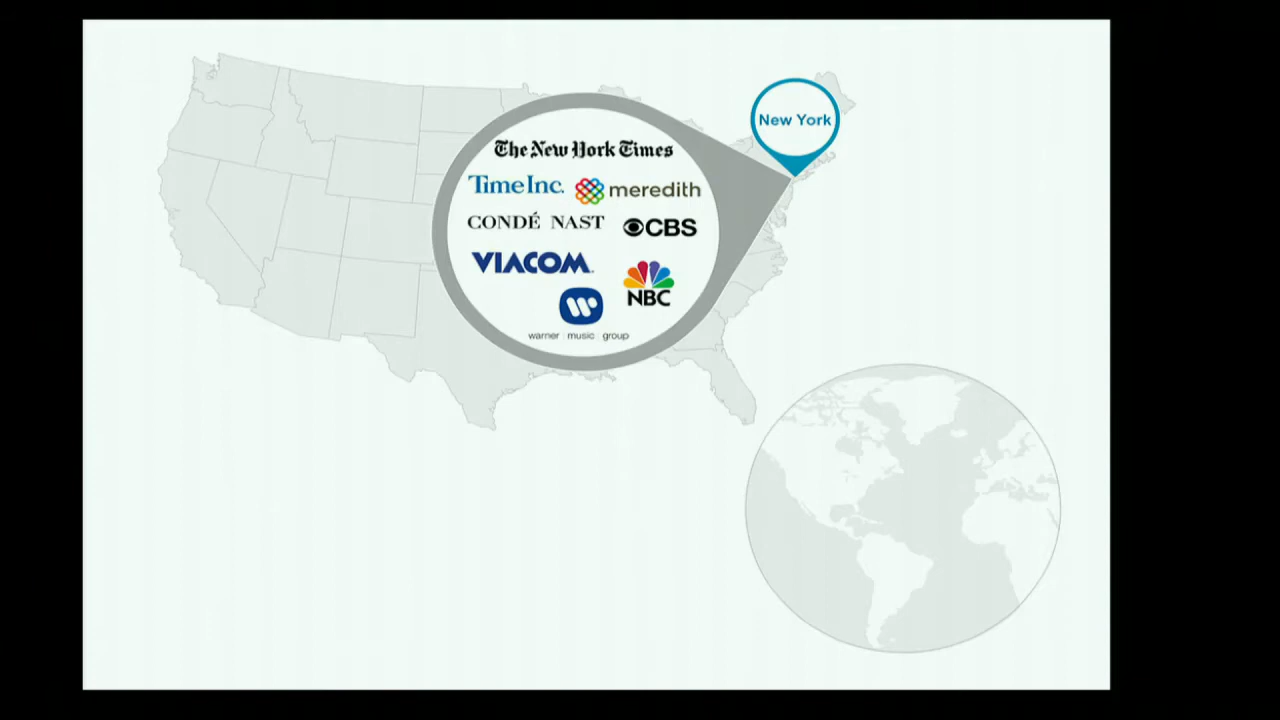 New York
The New York Times
Time Inc.
meredith
CONDÉ NAST
CBS
VIACOM
NBC
warner music group